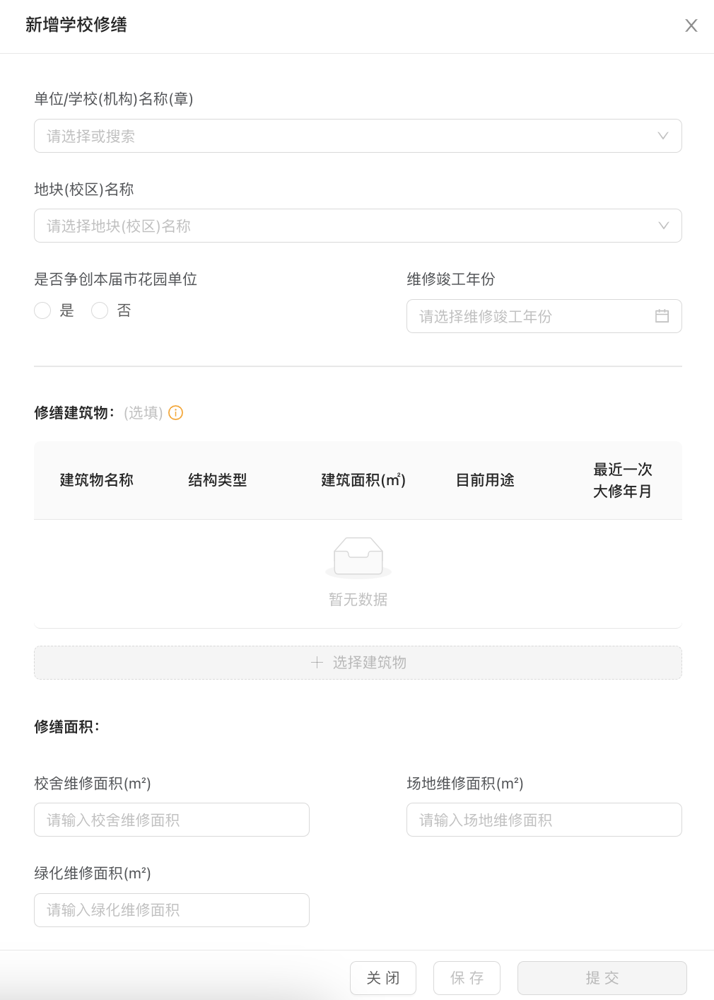 新增学校修缮
单位/学校(机构)名称(章)
请选择或搜索
地块(校区)名称
请选择地块(校区)名称
是否争创本届市花园单位
是 否
维修竣工年份
请选择维修竣工年份
修缮建筑物： (选填)
建筑物名称 结构类型 建筑面积(㎡) 目前用途 最近一次
大修年月
暂无数据
选择建筑物
修缮面积：
校舍维修面积(m²)
请输入校舍维修面积
场地维修面积(m²)
请输入场地维修面积
绿化维修面积(m²)
请输入绿化维修面积
关 闭 保 存 提 交